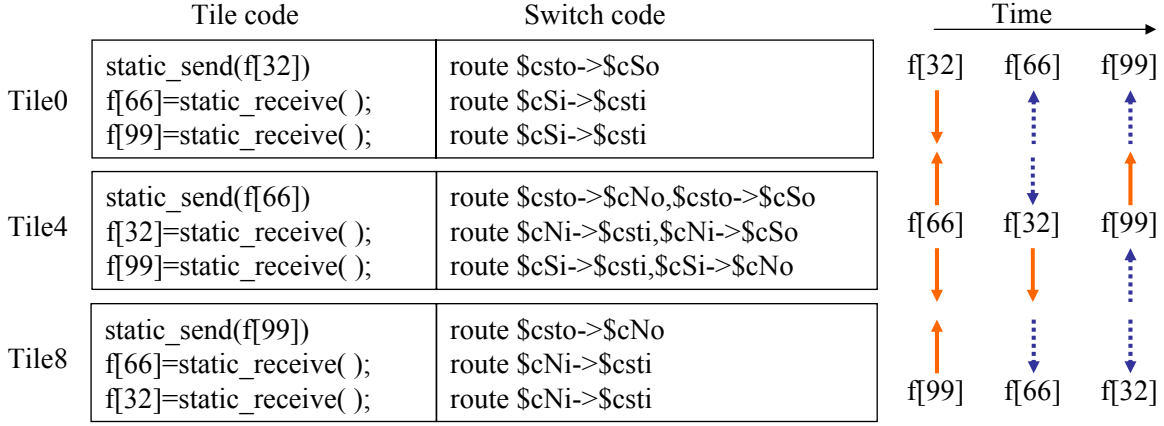 Tile code Switch code Time
static_send(f[32]) route $csto->$cSo f[32] f[66] f[99]
Tile0 f[66]=static_receive( ); route $cSi->$csti
f[99]=static_receive( ); route $cSi->$csti
static_send(f[66]) route $csto->$cNo,$csto->$cSo
Tile4 f[32]=static_receive( ); route $cNi->$csti,$cNi->$cSo f[66] f[32] f[99]
f[99]=static_receive( ); route $cSi->$csti,$cSi->$cNo
static_send(f[99]) route $csto->$cNo
Tile8 f[66]=static_receive( ); route $cNi->$csti
f[32]=static_receive( ); route $cNi->$csti f[99] f[66] f[32]